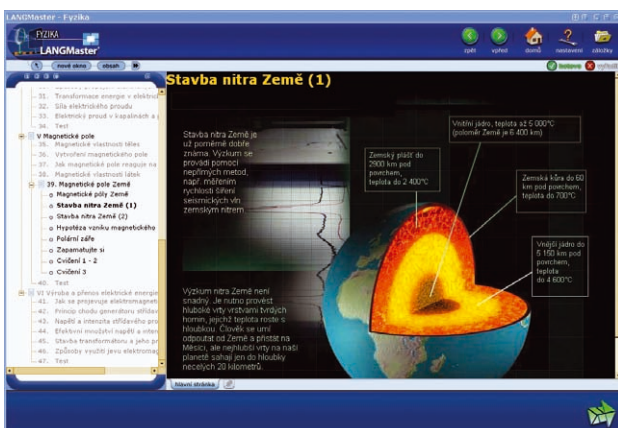 LANGMaster - Fyzika
FYZIKA
LANGMaster
zpět
vpřed
domů
nastavení
záložky
nové okno
obsah
hotovo
vyřešit
31. Transformace energie v elektric
32. Síla elektrického proudu
33. Elektrický proud v kapalinách a p
34. Test
V Magnetické pole
35. Magnetické vlastnosti těles
36. Vytvoření magnetického pole
37. Jak magnetické pole reaguje na
38. Magnetické vlastnosti látek
39. Magnetické pole Země
Magnetické póly Země
Stavba nitra Země (1)
Stavba nitra Země (2)
Hypotéza vzniku magnetického
Polární záře
Zapamatujte si
Cvičení 1 - 2
Cvičení 3
40. Test
VI Výroba a přenos elektrické energie
41. Jak se projevuje elektromagneti
42. Princip chodu generátorů střídav
43. Napětí a intenzita střídavého pro
44. Efektivní množství napětí a inten
45. Stavba transformátoru a jeho pr
46. Způsoby využití jevu elektromag
47. Test
Stavba nitra Země (1)
Stavba nitra Země je
už poměrně dobře
známa. Výzkum se
provádí pomocí
nepřímých metod,
např. měřením
rychlosti šíření
seismických vln
zemským nitrem.
Výzkum nitra Země není
snadný. Je nutno provést
hluboké vrty vrstvami tvrdých
hornin, jejichž teplota roste s
hloubkou. Člověk se umí
odpoutat od Země a přistát na
Měsíci, ale nejhlubší vrty na naší
planetě sahají jen do hloubky
necelých 20 kilometrů.
Vnitřní jádro, teplota až 5 000°C
(poloměr Země je 6 400 km)
Zemský plášť do
2900 km pod
povrchem,
teplota do 2 400°C
Zemská kůra do 60
km pod povrchem,
teplota do 700°C
Vnější jádro do
5 150 km pod
povrchem,
teplota
do 4 600°C
hlavní stránka